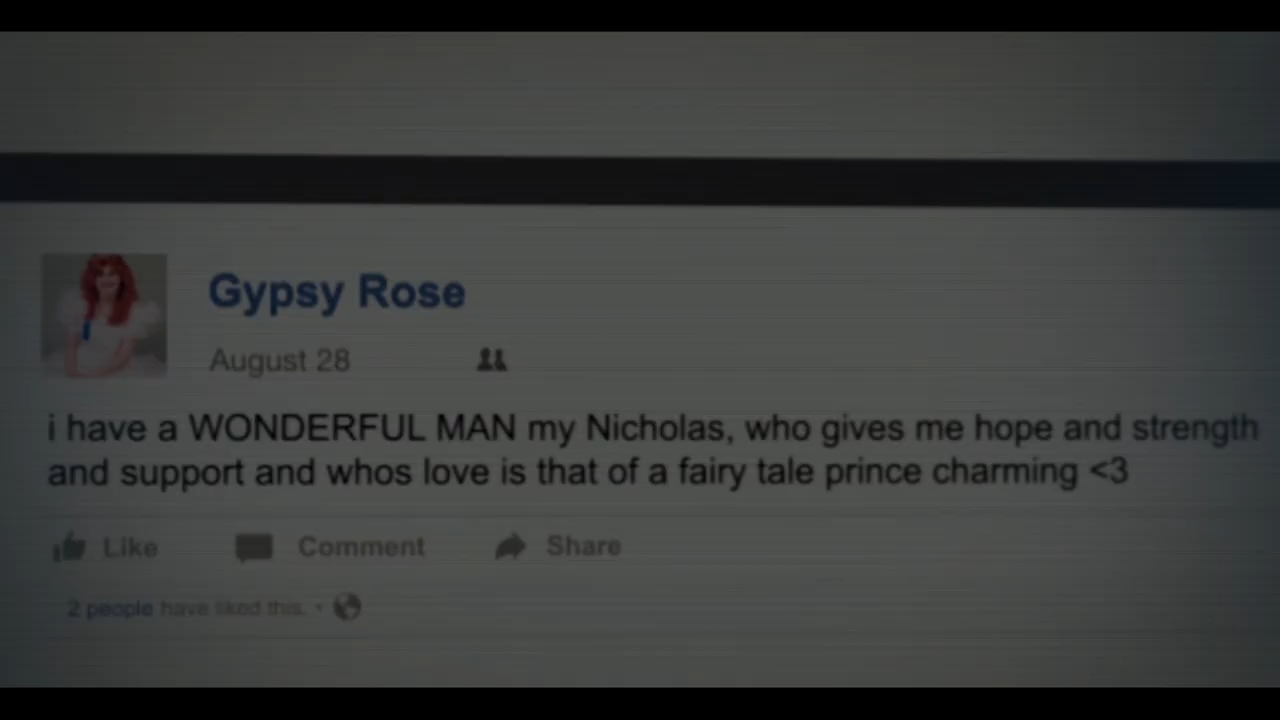 Gypsy Rose
August 28
i have a WONDERFUL MAN my Nicholas, who gives me hope and strength
and support and whos love is that of a fairy tale prince charming <3
Like Comment Share
2 people have liked this.